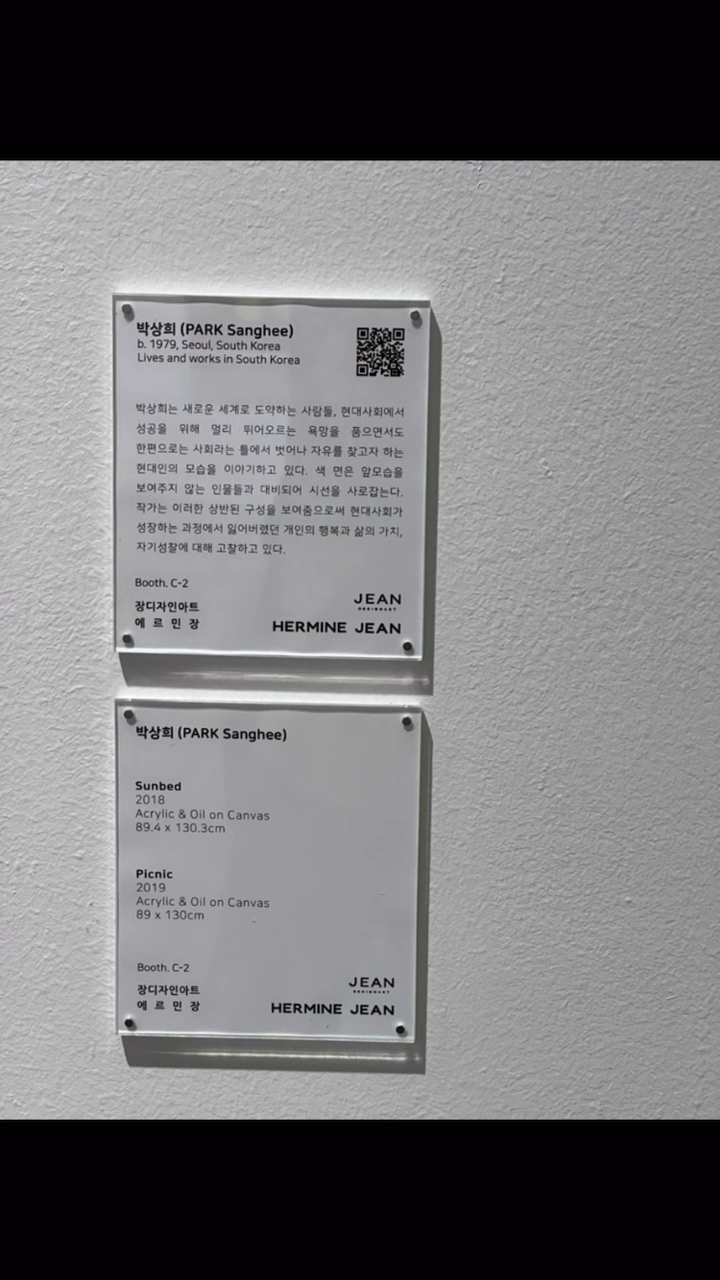 박상희 (PARK Sanghee)
b. 1979, Seoul, South Korea
Lives and works in South Korea
박상희는 새로운 세계로 도약하는 사람들, 현대사회에서
성공을 위해 멀리 뛰어오르는 욕망을 품으면서도
한편으로는 사회라는 틀에서 벗어나 자유를 찾고자 하는
현대인의 모습을 이야기하고 있다. 색 면은 앞모습을
보여주지 않는 인물들과 대비되어 시선을 사로잡는다.
작가는 이러한 상반된 구성을 보여줌으로써 현대사회가
성장하는 과정에서 잃어버렸던 개인의 행복과 삶의 가치,
자기성찰에 대해 고찰하고 있다.
Booth. C-2
장디자인아트
에르민장
JEAN
DESIGNART
HERMINE JEAN
박상희 (PARK Sanghee)
Sunbed
2018
Acrylic & Oil on Canvas
89.4 x 130.3cm
Picnic
2019
Acrylic & Oil on Canvas
89 x 130cm
Booth. C-2
장디자인아트
에르민장
JEAN
DESIGNART
HERMINE JEAN